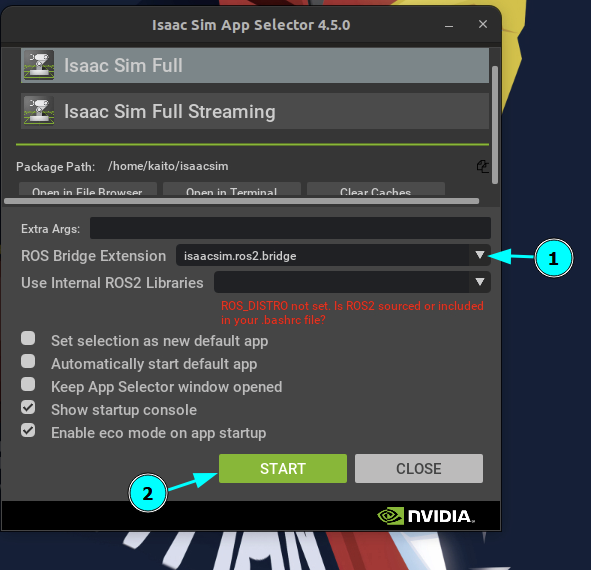 Isaac Sim App Selector 4.5.0
Isaac Sim Full
Isaac Sim Full Streaming
Package Path: /home/kaito/isaacsim
Open in File Browser Open in Terminal Clear Caches
Extra Args:
ROS Bridge Extension isaacsim.ros2.bridge
1
Use Internal ROS2 Libraries
ROS_DISTRO not set. Is ROS2 sourced or included
in your .bashrc file?
Set selection as new default app
Automatically start default app
Keep App Selector window opened
Show startup console
Enable eco mode on app startup
START CLOSE
2
NVIDIA.